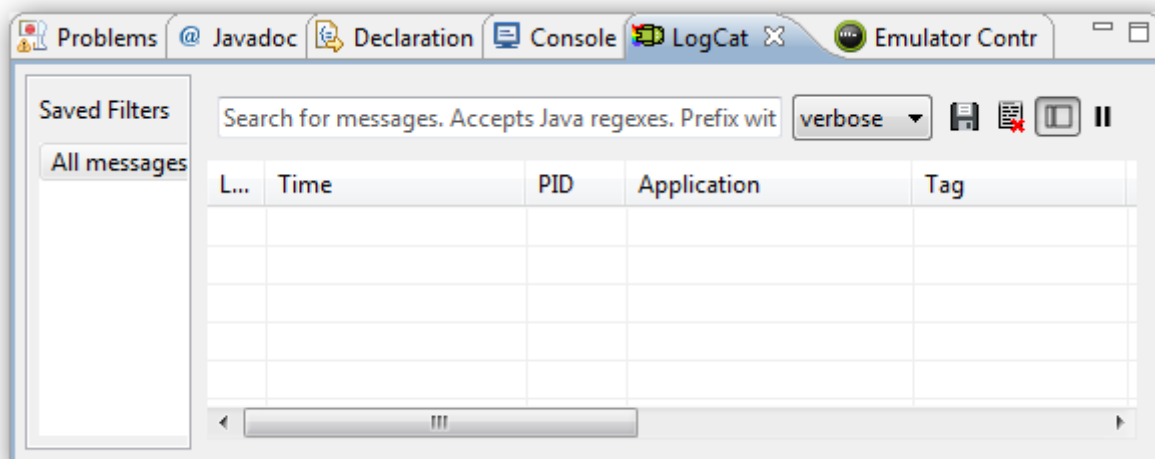 Problems @ Javadoc Declaration Console LogCat Emulator Contr
Saved Filters
Search for messages. Accepts Java regexes. Prefix wit verbose
All messages
L... Time PID Application Tag